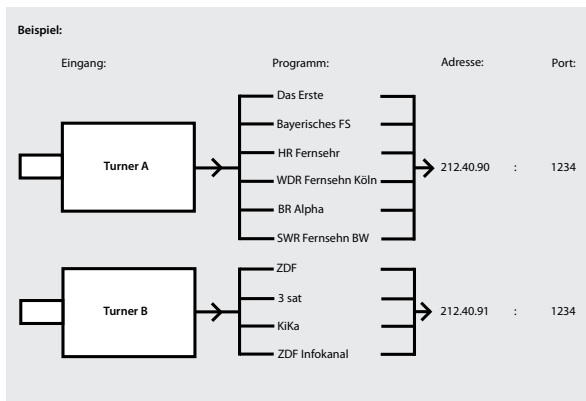 Beispiel:
Eingang: Programm: Adresse: Port:
Das Erste
Bayerisches FS
HR Fernsehr
Turner A 212.40.90 : 1234
WDR Fernsehn Köln
BR Alpha
SWR Fernsehn BW
ZDF
3 sat
Turner B 212.40.91 : 1234
KiKa
ZDF Infokanal